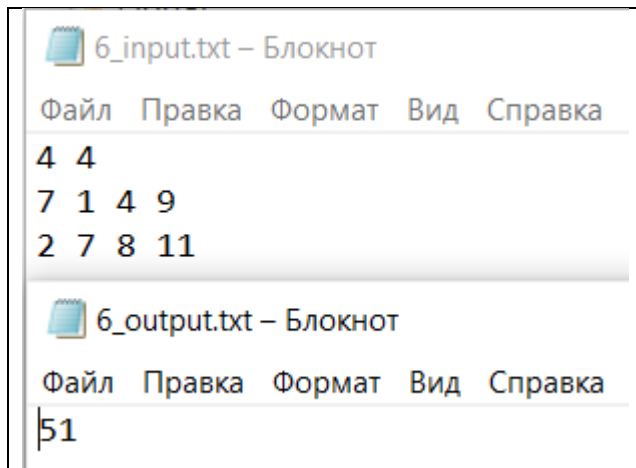 6_input.txt – Блокнот
Файл Правка Формат Вид Справка
4 4
7 1 4 9
2 7 8 11
6_output.txt – Блокнот
Файл Правка Формат Вид Справка
51